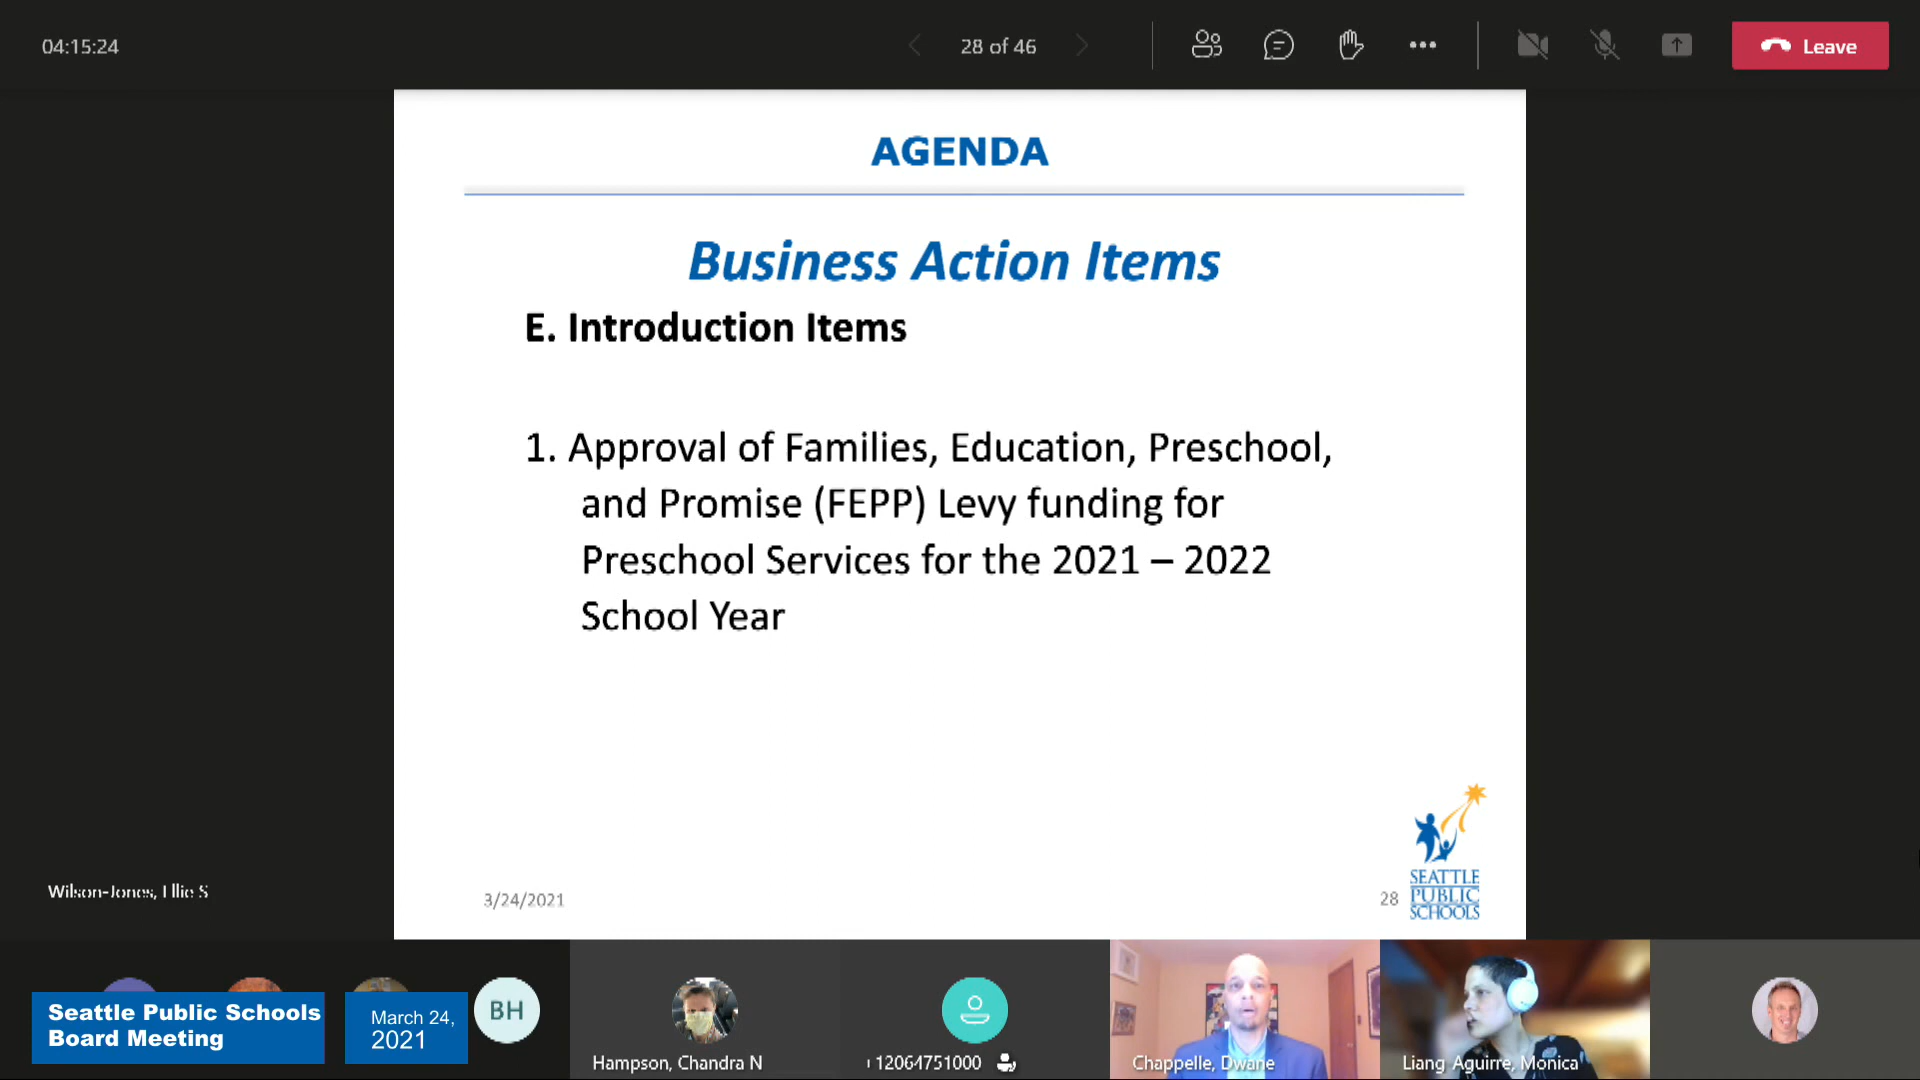 04:15:24
28 of 46
Leave
AGENDA
Business Action Items
E. Introduction Items
1. Approval of Families, Education, Preschool,
and Promise (FEPP) Levy funding for
Preschool Services for the 2021 – 2022
School Year
Wilson-Jones, Ellie S
3/24/2021
28
SEATTLE
PUBLIC
SCHOOLS
Seattle Public Schools
Board Meeting
March 24,
2021
BH
Hampson, Chandra N
+12064751000
Chappelle, Dwane
Liang Aguirre, Monica